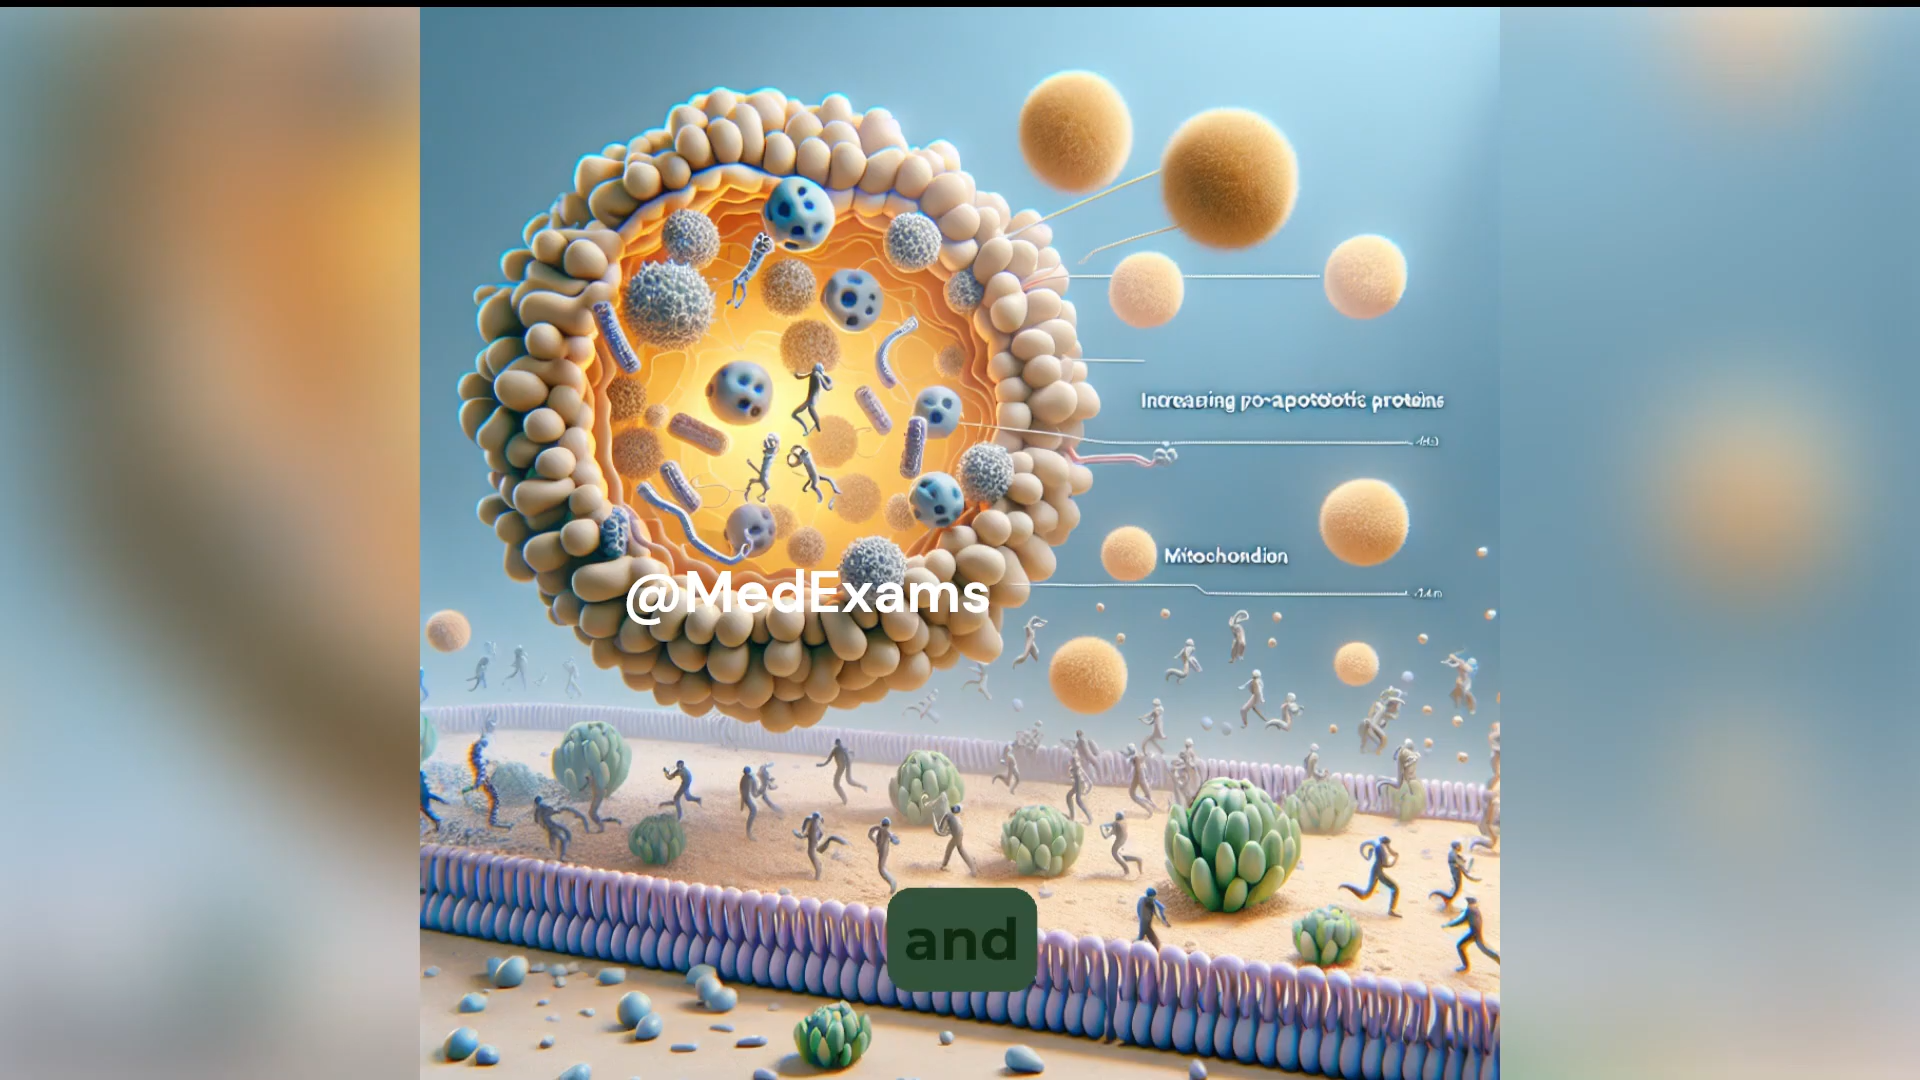 Increasing po-apotootic proteins
Mitochondion
@MedExams
and